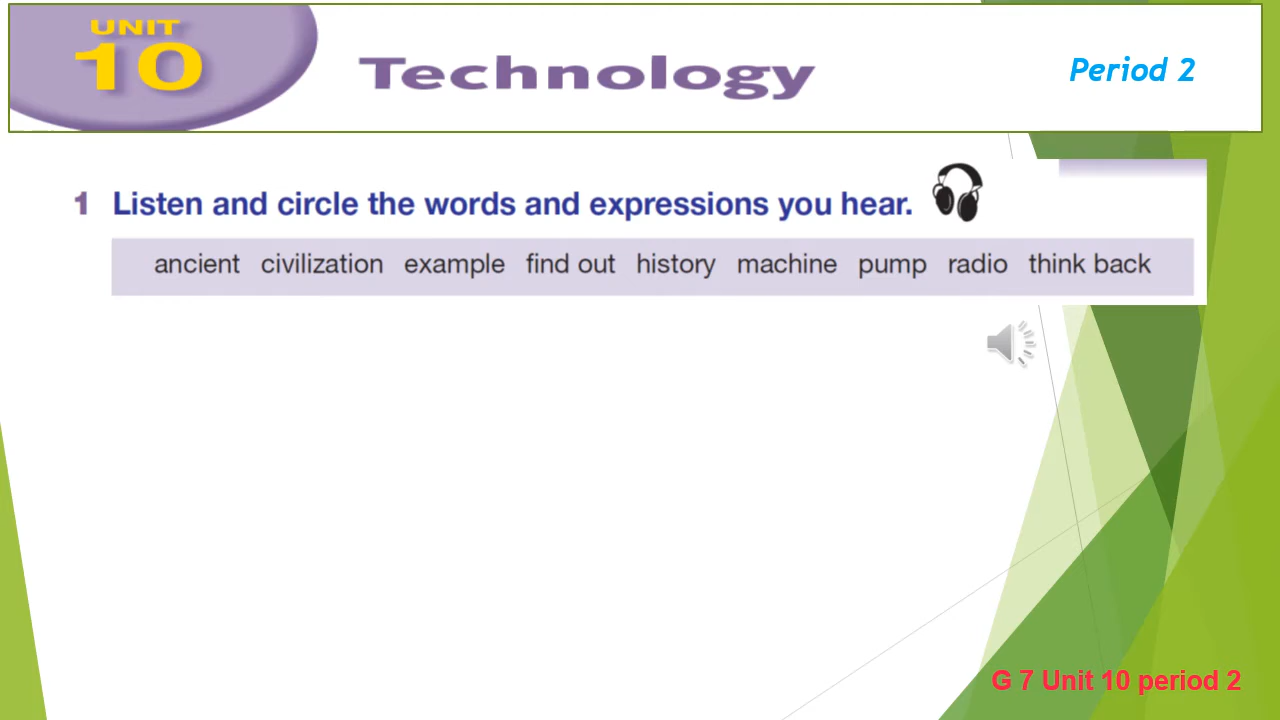 UNIT
10
Technology
Period 2
1 Listen and circle the words and expressions you hear.
ancient civilization example find out history machine pump radio think back
G 7 Unit 10 period 2